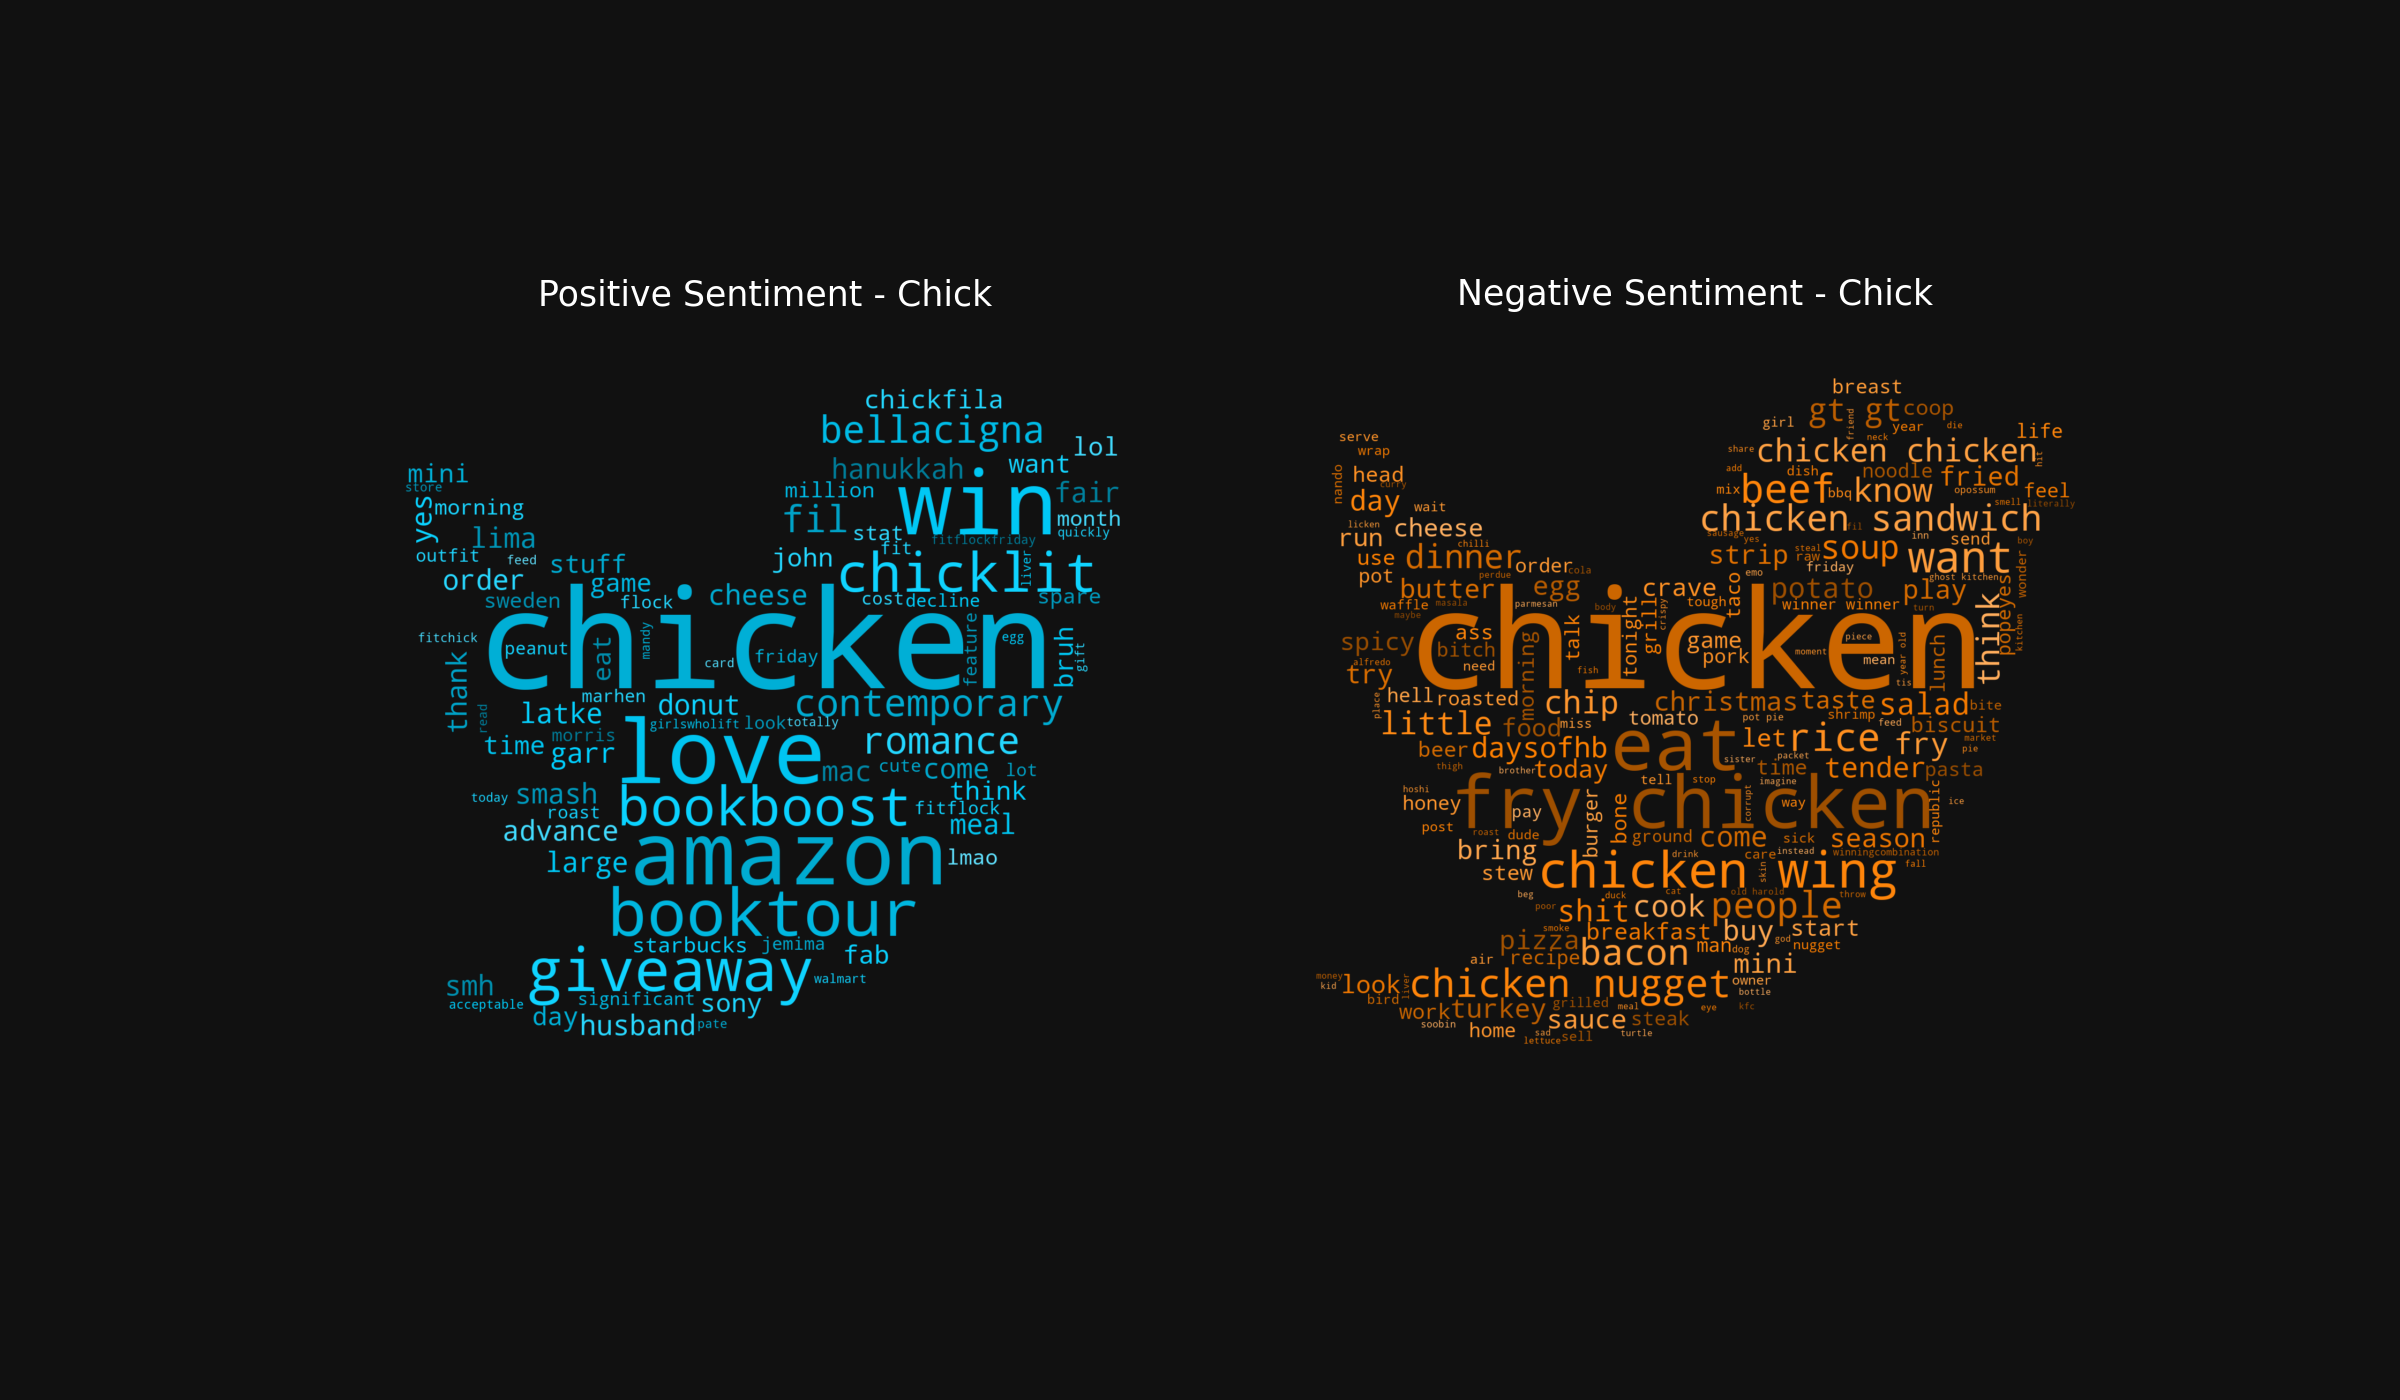 Positive Sentiment - Chick
chickfila
bellacigna
lol
hanukkah
want
mini
store
million
win
fair
yes
morning
fil
stat
month
quickly
lima
fitflockfriday
outfit
feed
stuff
john
fit
chicklit
liver
order
game
cheese
cost
decline
spare
sweden
flock
chicken
fitchick
peanut
eat
mandy
card
friday
feature
egg
bruh
gift
thank
marhen
donut
contemporary
read
latke
girlswholift
look
totally
time
morris
garr
love
romance
mac
cute
come
lot
today
smash
roast
bookboost
think
fitflock
advance
meal
large
amazon
lmao
booktour
starbucks
jemima
fab
smh
giveaway
walmart
acceptable
significant
sony
day
husband
pate
Negative Sentiment - Chick
breast
gt gt
coop
girl
friend
year
die
neck
life
serve
wrap
share
chicken chicken
hit
nando
head
curry
add
dish
noodle
fried
day
wait
mix
beef
bbq
know
opossum
feel
smell
literally
licken
cheese
chicken sandwich
fil
run
chilli
sausage
yes
inn
send
boy
use
dinner
order
cola
strip
steal
raw
soup
want
pot
perdue
friday
emo
ghost kitchen
wonder
butter
egg
crave
taco
potato
play
popeyes
waffle
masala
parmesan
body
tough
winner winner
turn
maybe
chicken
tonight
grill
crispy
think
kitchen
spicy
ass
bitch
talk
game
pork
piece
moment
mean
year old
lunch
alfredo
need
fish
try
morning
tis
place
hell
roasted
chip
christmas
taste
salad
bite
little
food
miss
tomato
pot pie
shrimp
feed
biscuit
beer
daysofhb
eat
let
rice
fry
market
pie
thigh
brother
today
sister
packet
time
tender
pasta
hoshi
tell
stop
imagine
honey
fry chicken
pay
burger
bone
corrupt
way
republic
ice
post
roast
dude
ground
come
sick
season
bring
drink
care
instead
winningcombination
stew
chicken wing
skin
fall
beg
duck
cat
old harold
throw
poor
shit
cook
people
smoke
breakfast
buy
start
pizza
bacon
man
dog
god
nugget
air
recipe
mini
money
kid
look
liver
chicken nugget
owner
bottle
bird
work
turkey
grilled
meal
eye
kfc
soobin
sauce
steak
home
sad
lettuce
sell
turtle